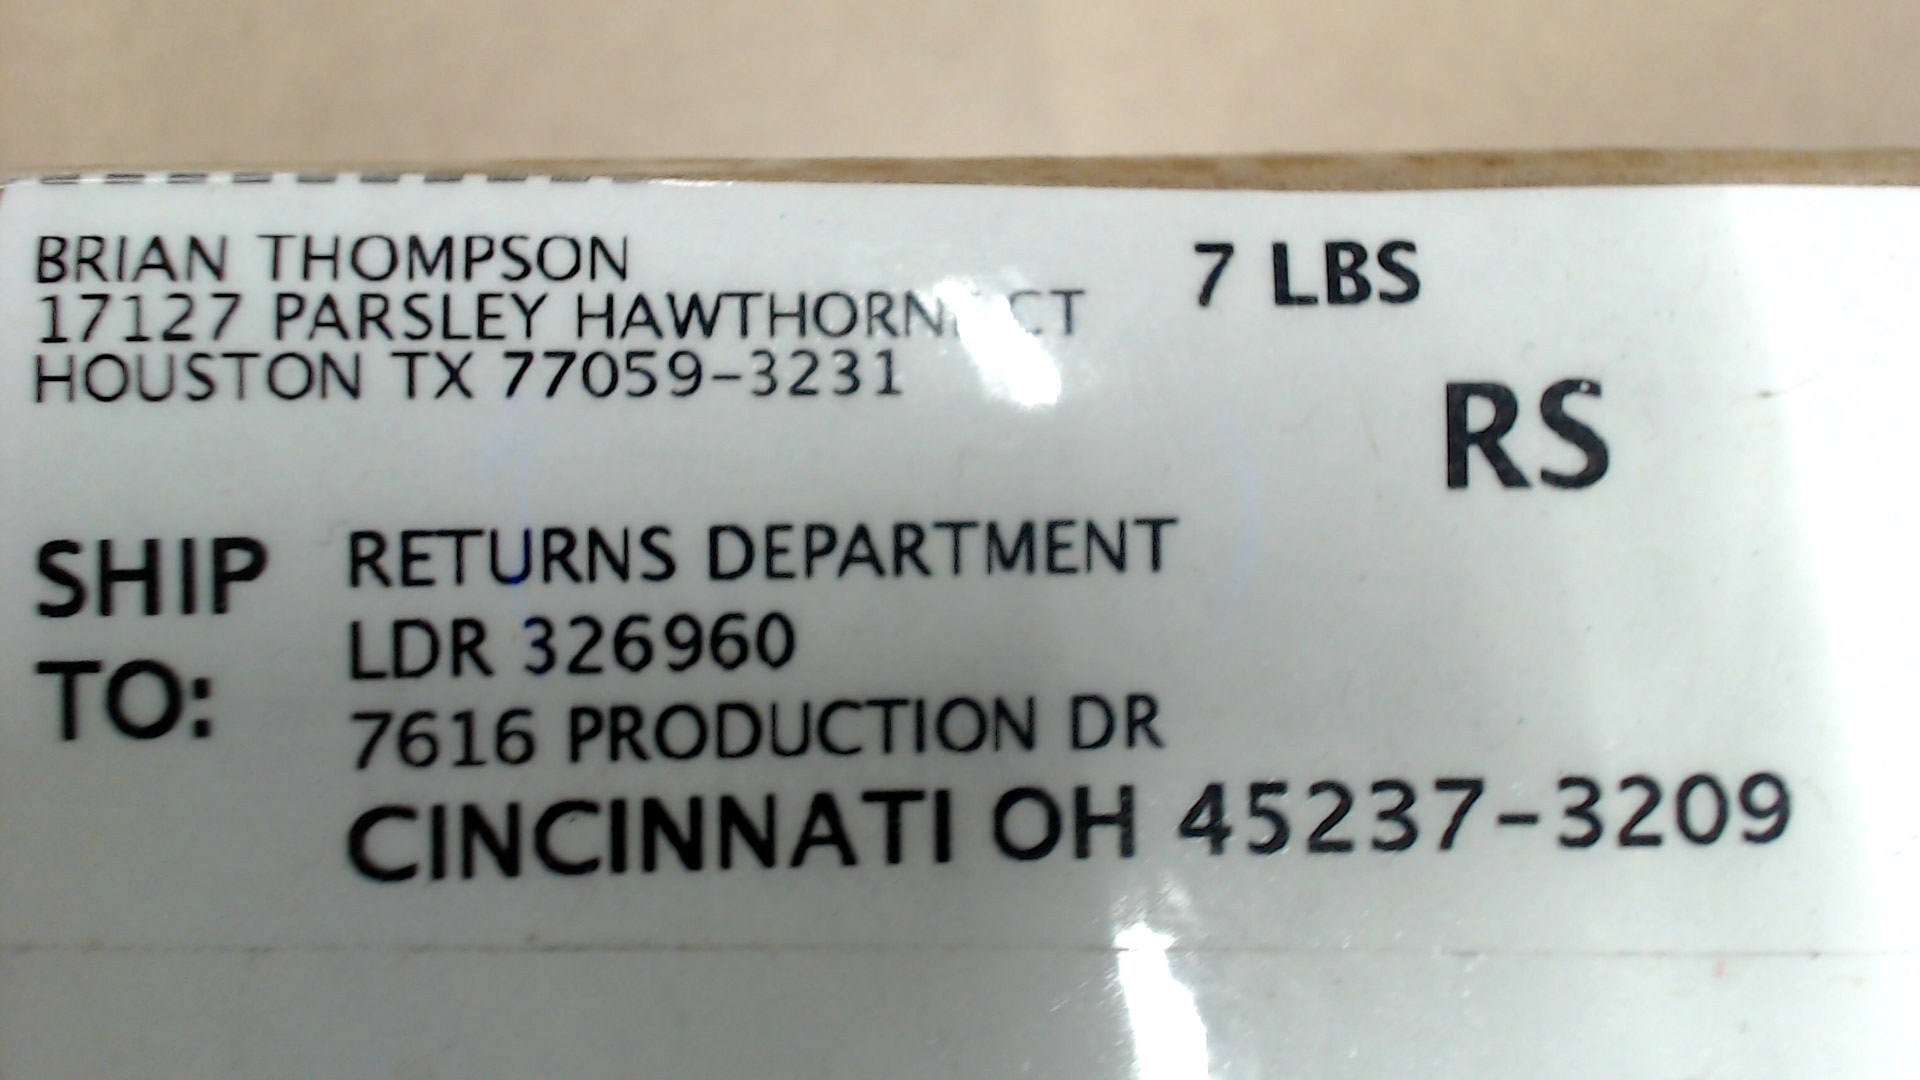 BRIAN THOMPSON
17127 PARSLEY HAWTHORNE CT
HOUSTON TX 77059-3231
7 LBS
RS
SHIP TO:
RETURNS DEPARTMENT
LDR 326960
7616 PRODUCTION DR
CINCINNATI OH 45237-3209